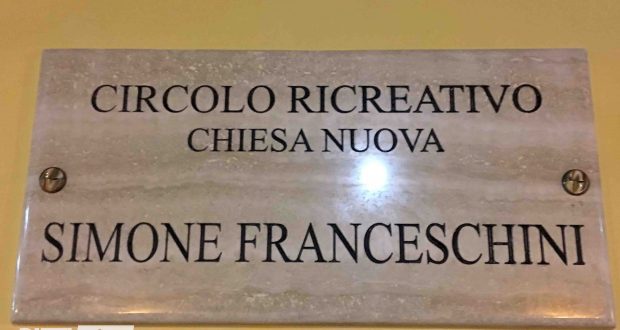 CIRCOLO RICREATIVO
CHIESA NUOVA
SIMONE FRANCESCHINI